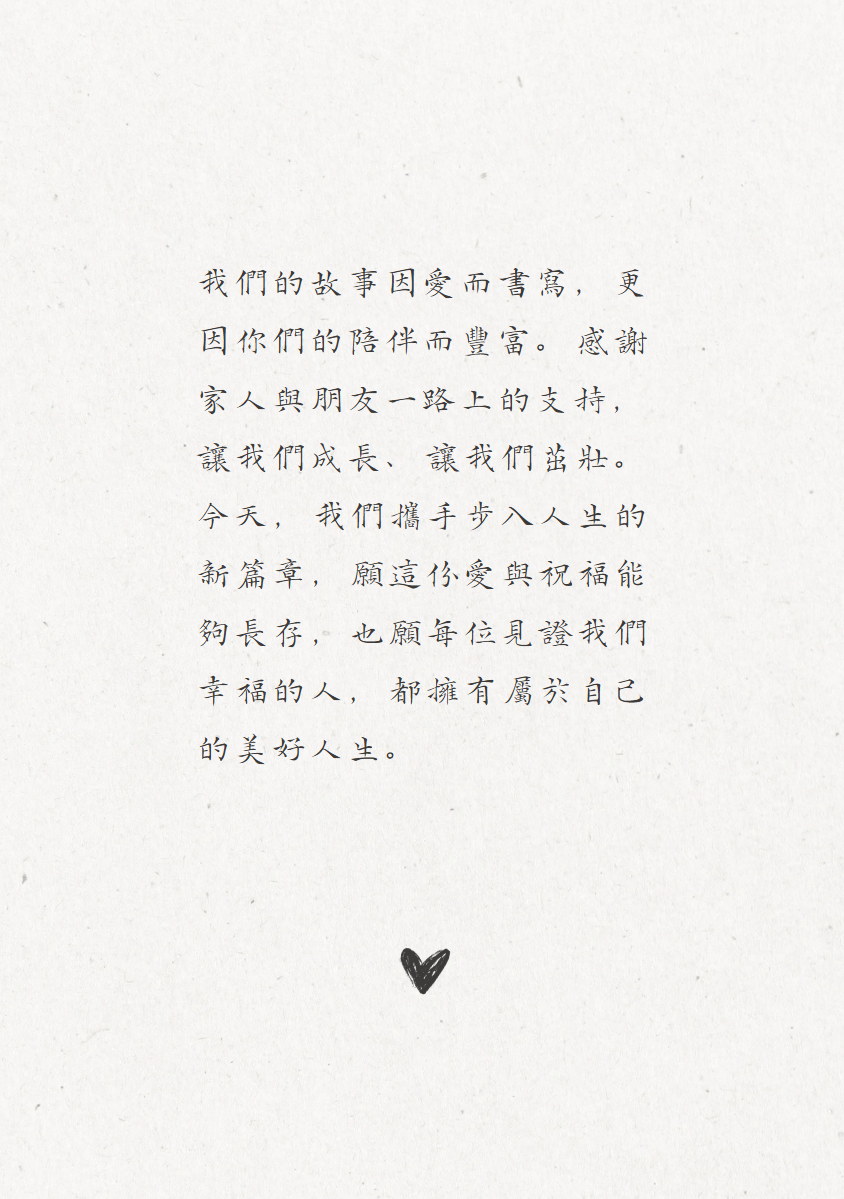 我們的故事因愛而書寫，更
因你們的陪伴而豐富。感謝
家人與朋友一路上的支持，
讓我們成長、讓我們茁壯。
今天，我們攜手步入人生的
新篇章，願這份愛與祝福能
夠長存，也願每位見證我們
幸福的人，都擁有屬於自己
的美好人生。